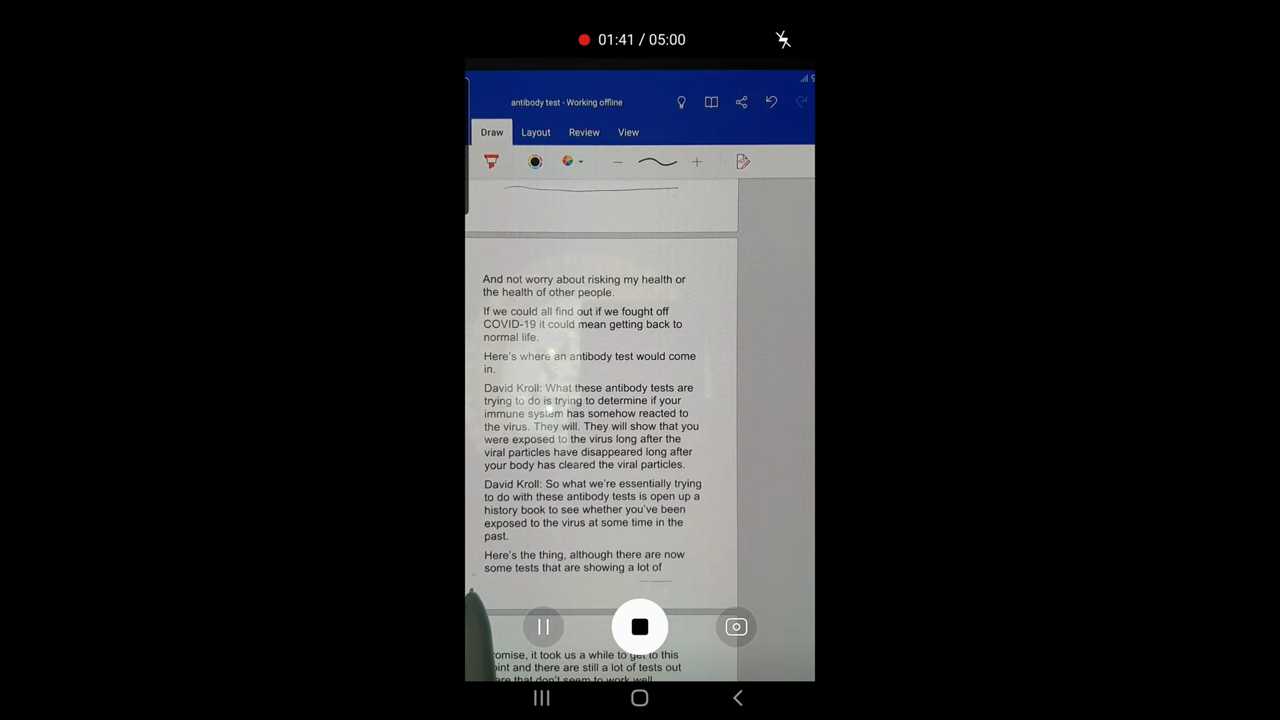 01:41 / 05:00
antibody test - Working offline
Draw Layout Review View
And not worry about risking my health or
the health of other people.
If we could all find out if we fought off
COVID-19 it could mean getting back to
normal life.
Here's where an antibody test would come
in.
David Kroll: What these antibody tests are
trying to do is trying to determine if your
immune system has somehow reacted to
the virus. They will. They will show that you
were exposed to the virus long after the
viral particles have disappeared long after
your body has cleared the viral particles.
David Kroll: So what we're essentially trying
to do with these antibody tests is open up a
history book to see whether you've been
exposed to the virus at some time in the
past.
Here's the thing, although there are now
some tests that are showing a lot of
it took us a while to get to this
and there are still a lot of tests out
that don't seem to work well